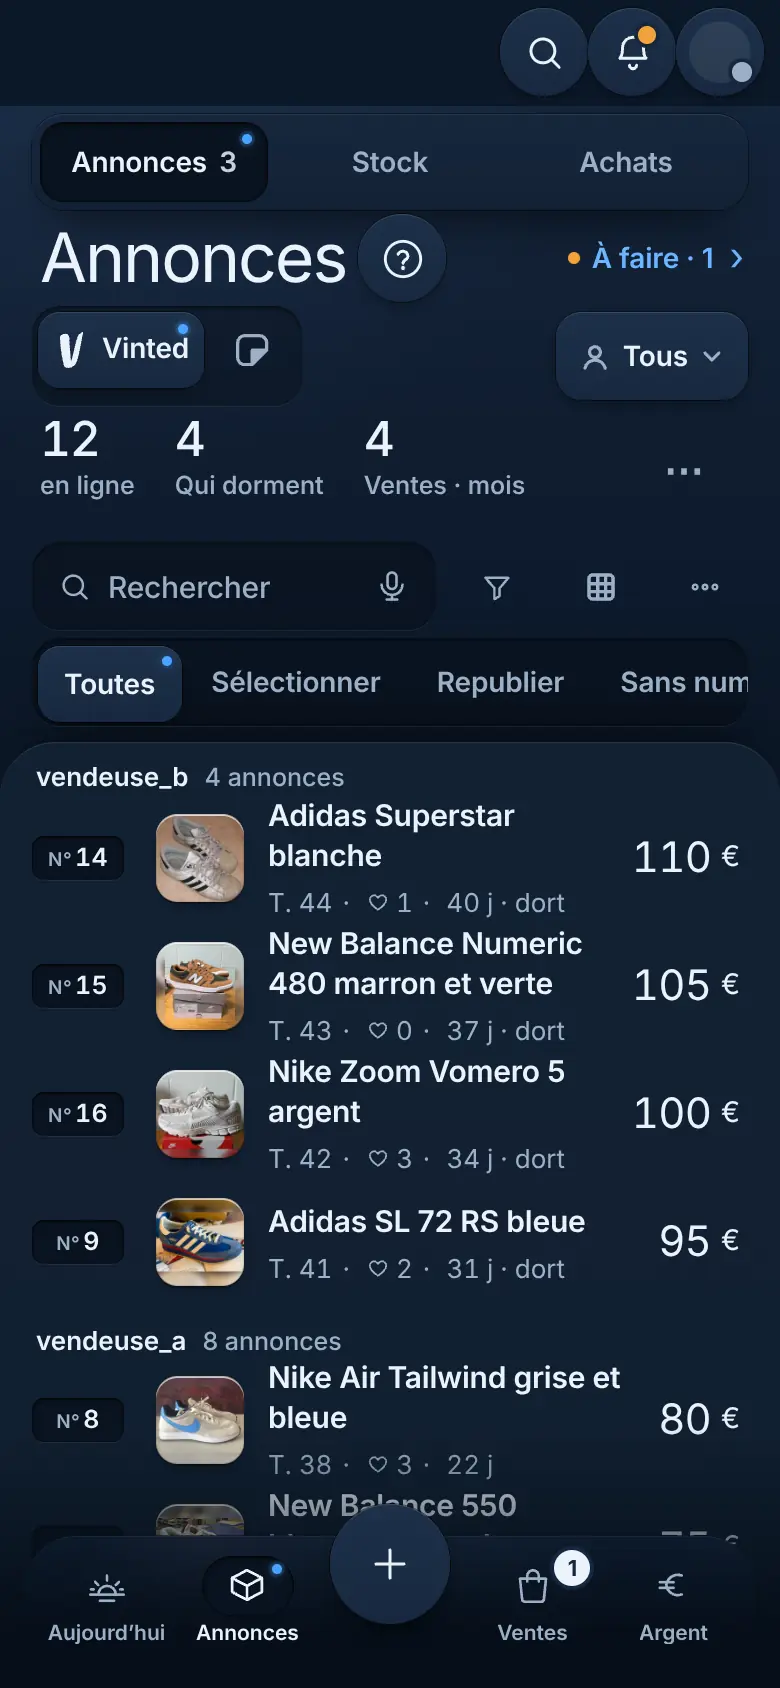 Annonces 3
Stock
Achats
Annonces
À faire · 1
Vinted
Tous
12
en ligne
4
Qui dorment
4
Ventes · mois
Rechercher
Toutes
Sélectionner
Republier
Sans num
vendeuse_b 4 annonces
N° 14
Adidas Superstar
blanche
T. 44 · 1 · 40 j · dort
110 €
N° 15
New Balance Numeric
480 marron et verte
T. 43 · 0 · 37 j · dort
105 €
N° 16
Nike Zoom Vomero 5
argent
T. 42 · 3 · 34 j · dort
100 €
N° 9
Adidas SL 72 RS bleue
T. 41 · 2 · 31 j · dort
95 €
vendeuse_a 8 annonces
N° 8
Nike Air Tailwind grise et
bleue
T. 38 · 3 · 22 j
80 €
New Balance 550
Aujourd'hui
Annonces
1
Ventes
Argent